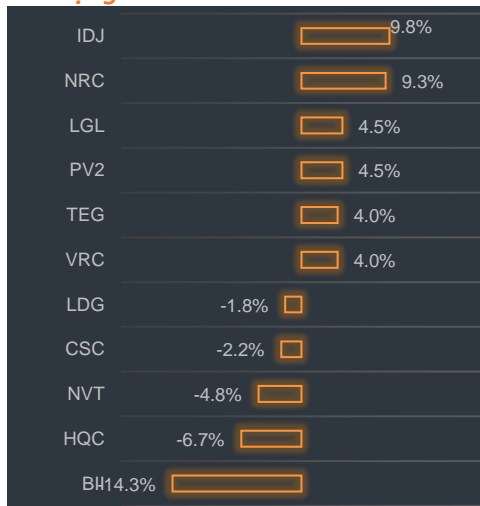 IDJ 9.8%
NRC 9.3%
LGL 4.5%
PV2 4.5%
TEG 4.0%
VRC 4.0%
LDG -1.8%
CSC -2.2%
NVT -4.8%
HQC -6.7%
-14.3%